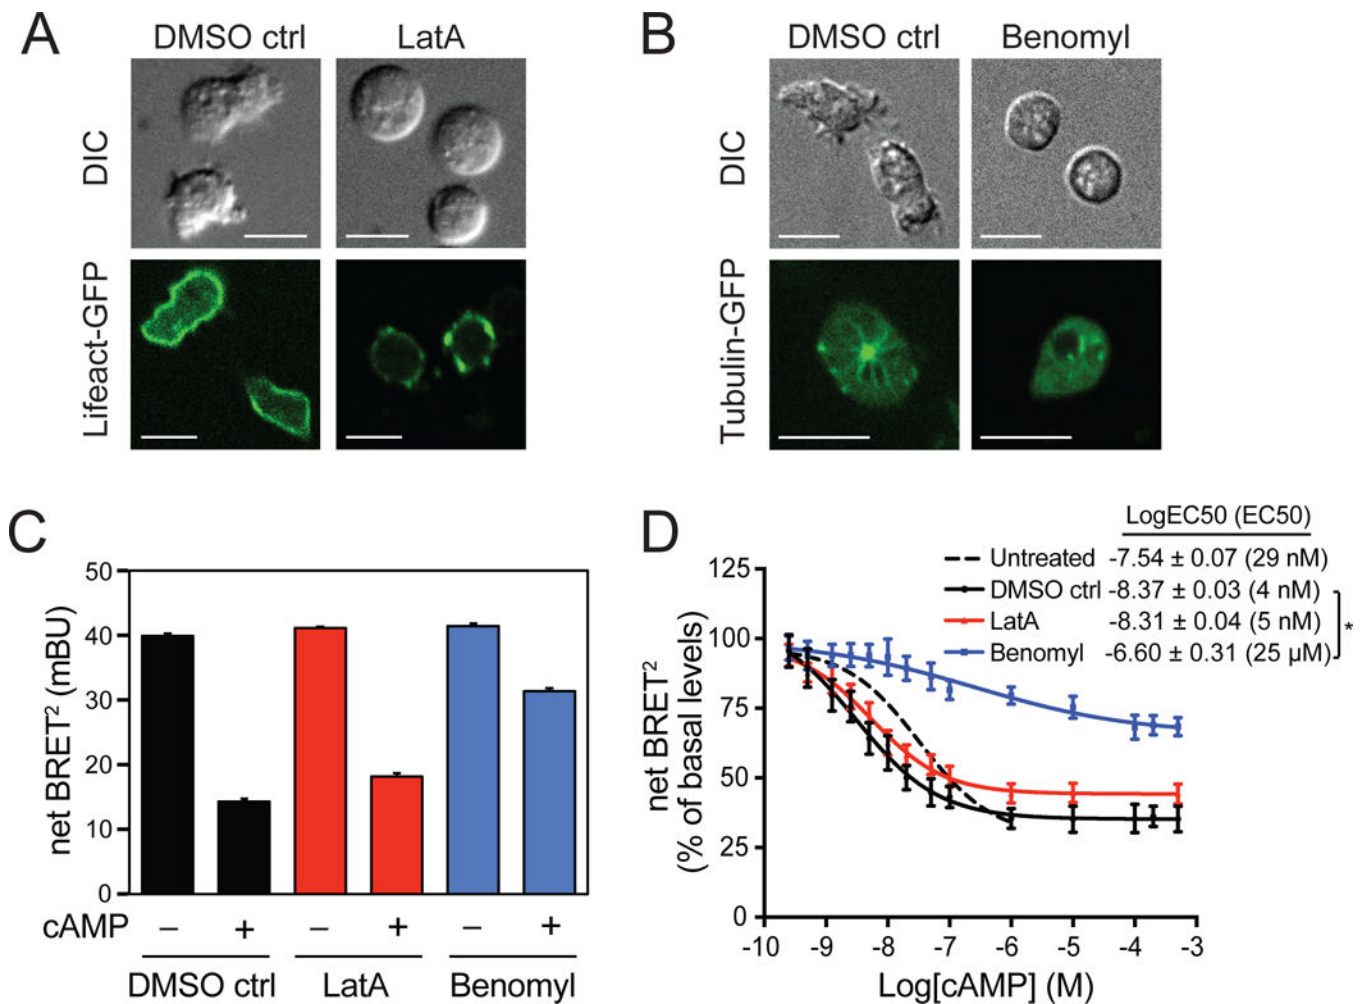 A
DMSO ctrl
LatA
DIC
Lifeact-GFP
B
DMSO ctrl
Benomyl
DIC
Tubulin-GFP
C
net BRET² (mBU)
50
40
30
20
10
0
cAMP
– + – + – +
DMSO ctrl
LatA
Benomyl
D
LogEC50 (EC50)
Untreated -7.54 ± 0.07 (29 nM)
DMSO ctrl -8.37 ± 0.03 (4 nM)
LatA -8.31 ± 0.04 (5 nM)
Benomyl -6.60 ± 0.31 (25 µM)
*
net BRET²
(% of basal levels)
125
100
75
50
25
0
-10 -9 -8 -7 -6 -5 -4 -3
Log[cAMP] (M)